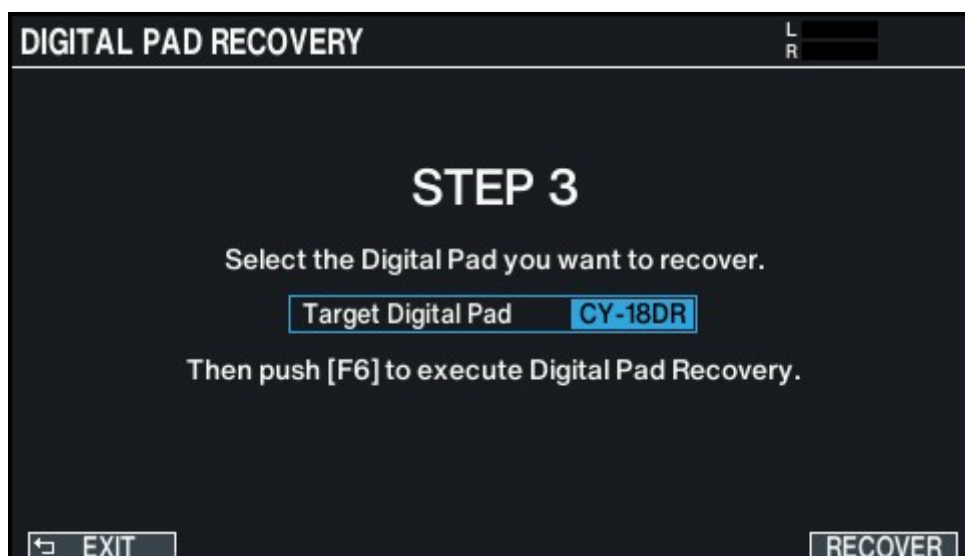 DIGITAL PAD RECOVERY
L
R
STEP 3
Select the Digital Pad you want to recover.
Target Digital Pad CY-18DR
Then push [F6] to execute Digital Pad Recovery.
EXIT RECOVER